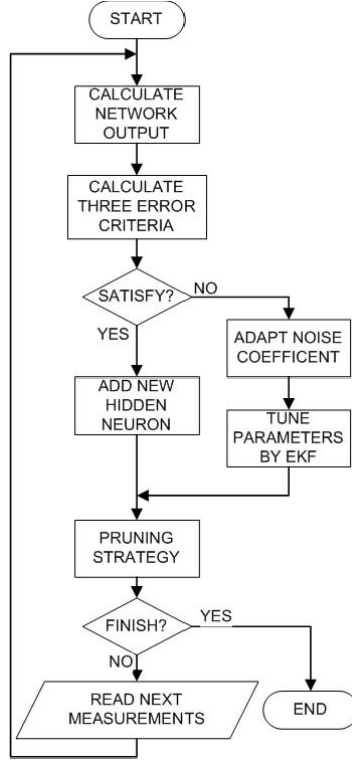 START
CALCULATE
NETWORK
OUTPUT
CALCULATE
THREE ERROR
CRITERIA
SATISFY?
NO
YES
ADAPT NOISE
COEFFICENT
ADD NEW
HIDDEN
NEURON
TUNE
PARAMETERS
BY EKF
PRUNING
STRATEGY
FINISH?
YES
NO
READ NEXT
MEASUREMENTS
END